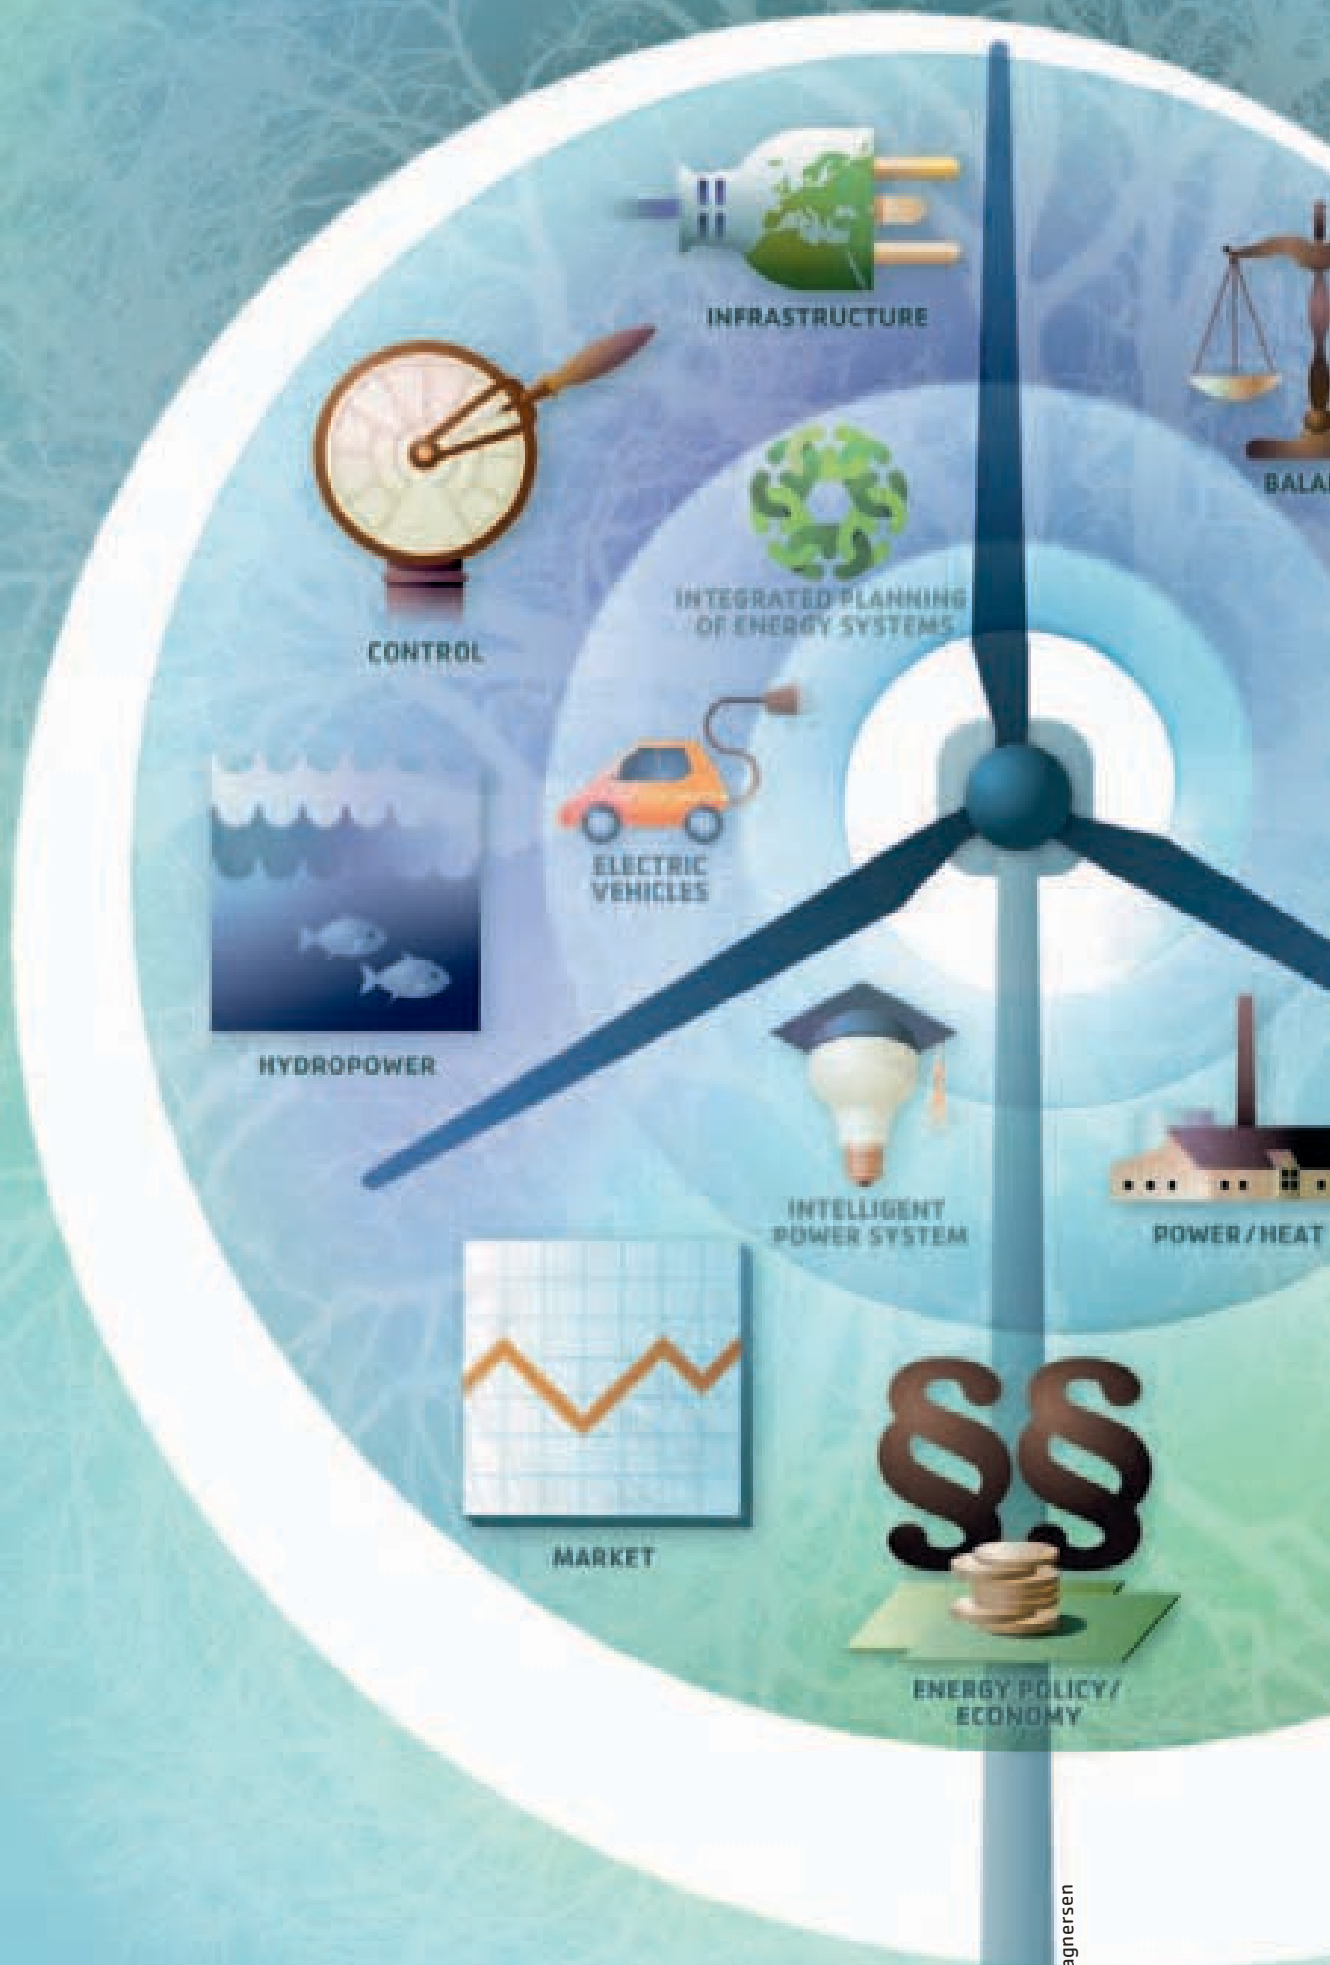 INFRASTRUCTURE
INTEGRATED PLANNING
OF ENERGY SYSTEMS
CONTROL
ELECTRIC
VEHICLES
HYDROPOWER
INTELLIGENT
POWER SYSTEM
POWER/HEAT
MARKET
§§
ENERGY POLICY/
ECONOMY